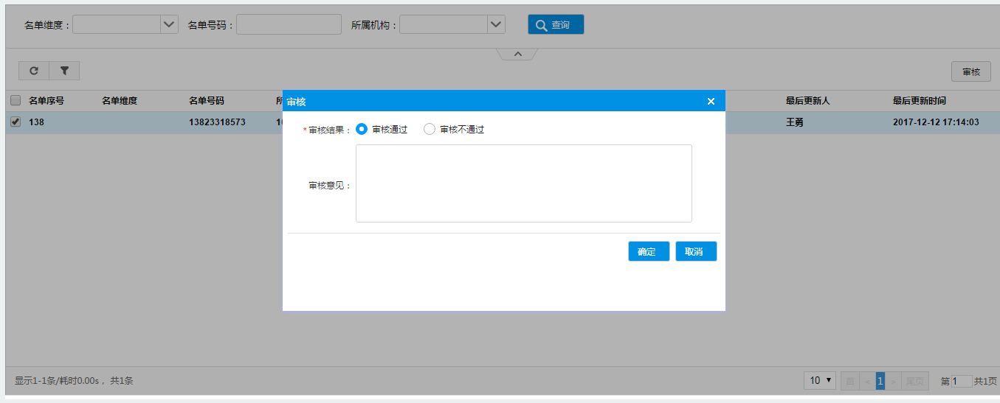 名单维度： 名单号码： 所属机构： 查询
审核
名单序号 名单维度 名单号码 最后更新人 最后更新时间
138 13823318573 王勇 2017-12-12 17:14:03
审核
*审核结果： 审核通过 审核不通过
审核意见：
确定 取消
显示1-1条/耗时0.00s， 共1条 10 首 < 1 > 尾页 第 1 共1页